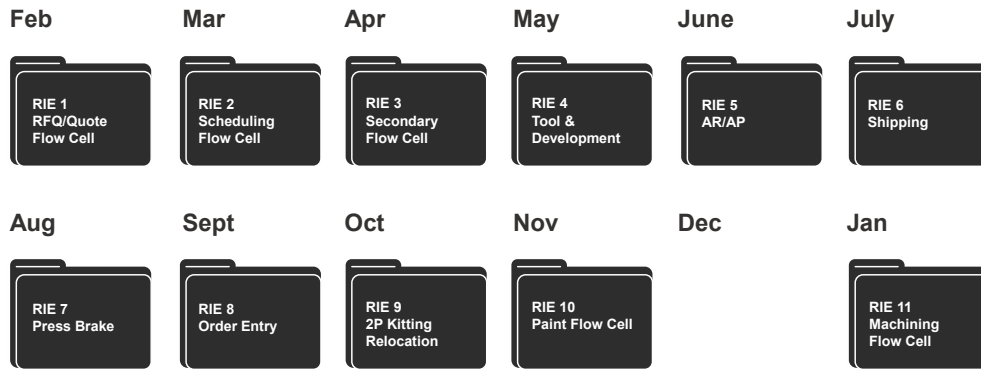 Feb
Mar
Apr
May
June
July
RIE 1
RFQ/Quote
Flow Cell
RIE 2
Scheduling
Flow Cell
RIE 3
Secondary
Flow Cell
RIE 4
Tool &
Development
RIE 5
AR/AP
RIE 6
Shipping
Aug
Sept
Oct
Nov
Dec
Jan
RIE 7
Press Brake
RIE 8
Order Entry
RIE 9
2P Kitting
Relocation
RIE 10
Paint Flow Cell
RIE 11
Machining
Flow Cell